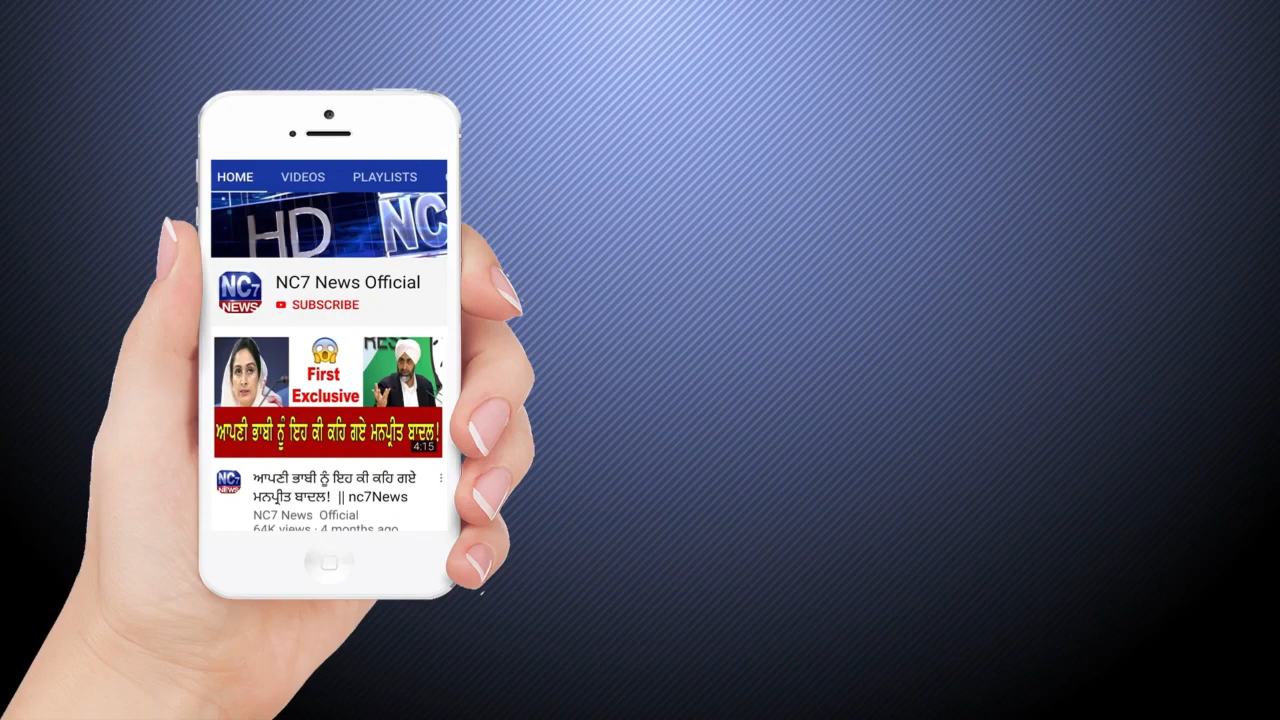 HOME VIDEOS PLAYLISTS
HD NC
NC7 NEWS
NC7 News Official
SUBSCRIBE
First
Exclusive
ਆਪਣੀ ਭਾਬੀ ਨੂੰ ਇਹ ਕੀ ਕਹਿ ਗਏ ਮਨਪ੍ਰੀਤ ਬਾਦਲ!
4:15
NC7 NEWS
ਆਪਣੀ ਭਾਬੀ ਨੂੰ ਇਹ ਕੀ ਕਹਿ ਗਏ
ਮਨਪ੍ਰੀਤ ਬਾਦਲ! || nc7News
NC7 News Official
64K views · 4 months ago